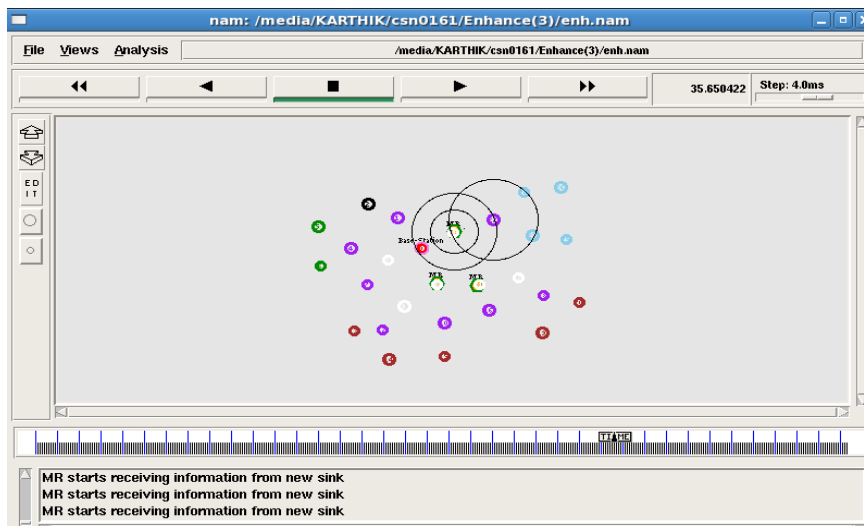 nam: /media/KARTHIK/csn0161/Enhance(3)/enh.nam
File Views Analysis /media/KARTHIK/csn0161/Enhance(3)/enh.nam
35.650422 Step: 4.0ms
E D
I T
MR
Base-Station
MR MR
TIME
MR starts receiving information from new sink
MR starts receiving information from new sink
MR starts receiving information from new sink